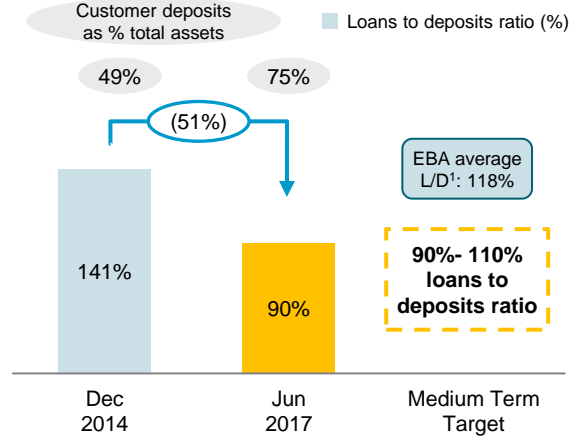 Customer deposits
as % total assets
Loans to deposits ratio (%)
49%
75%
(51%)
EBA average
L/D¹: 118%
141%
90%
90%- 110%
loans to
deposits ratio
Dec
2014
Jun
2017
Medium Term
Target